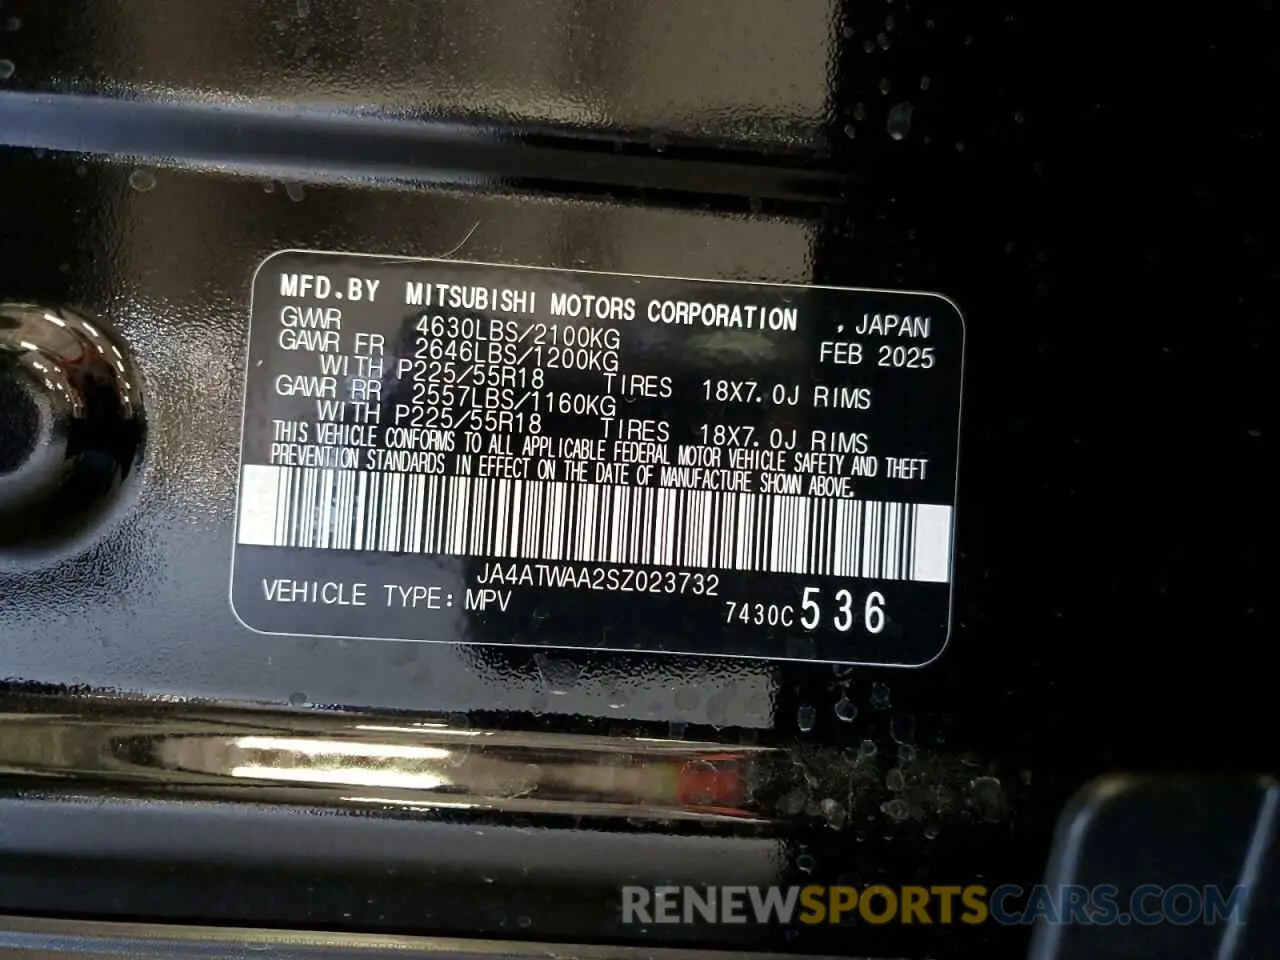 MFD.BY MITSUBISHI MOTORS CORPORATION , JAPAN
GVWR 4630LBS/2100KG FEB 2025
GAWR FR 2646LBS/1200KG
WITH P225/55R18 TIRES 18X7.0J RIMS
GAWR RR 2557LBS/1160KG
WITH P225/55R18 TIRES 18X7.0J RIMS
THIS VEHICLE CONFORMS TO ALL APPLICABLE FEDERAL MOTOR VEHICLE SAFETY AND THEFT
PREVENTION STANDARDS IN EFFECT ON THE DATE OF MANUFACTURE SHOWN ABOVE.
JA4ATWAA2SZ023732
VEHICLE TYPE: MPV 7430C 536
RENEWSPORTSCARS.COM